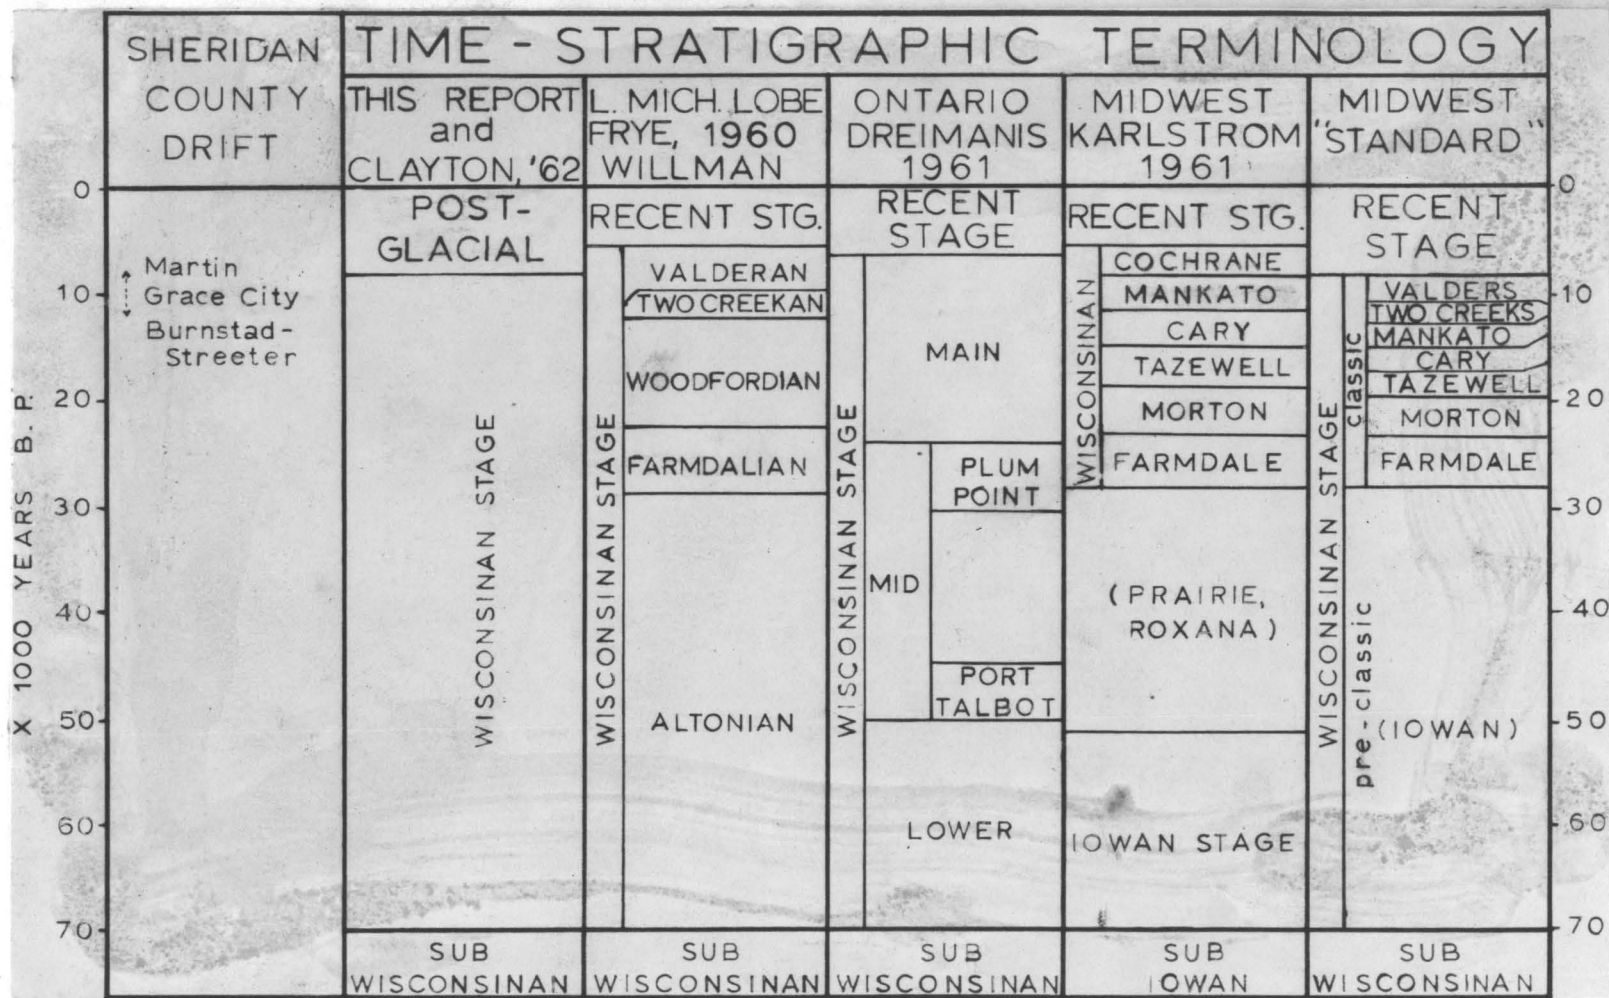 SHERIDAN
COUNTY
DRIFT
TIME - STRATIGRAPHIC TERMINOLOGY
THIS REPORT
and
CLAYTON, '62
L. MICH. LOBE
FRYE, 1960
WILLMAN
ONTARIO
DREIMANIS
1961
MIDWEST
KARLSTROM
1961
MIDWEST
"STANDARD"
X 1000 YEARS B. P.
0
10
20
30
40
50
60
70
Martin
Grace City
Burnstad-
Streeter
POST-
GLACIAL
WISCONSINAN STAGE
SUB
WISCONSINAN
RECENT STG.
WISCONSINAN STAGE
VALDERAN
TWO CREEKAN
WOODFORDIAN
FARMDALIAN
ALTONIAN
SUB
WISCONSINAN
RECENT
STAGE
WISCONSINAN STAGE
MAIN
MID
PLUM
POINT
PORT
TALBOT
LOWER
SUB
WISCONSINAN
RECENT STG.
WISCONSINAN
COCHRANE
MANKATO
CARY
TAZEWELL
MORTON
FARMDALE
(PRAIRIE,
ROXANA)
IOWAN STAGE
SUB
IOWAN
RECENT
STAGE
WISCONSINAN STAGE
classic
VALDERS
TWO CREEKS
MANKATO
CARY
TAZEWELL
MORTON
FARMDALE
pre-classic
(IOWAN)
SUB
WISCONSINAN
0
10
20
30
40
50
60
70